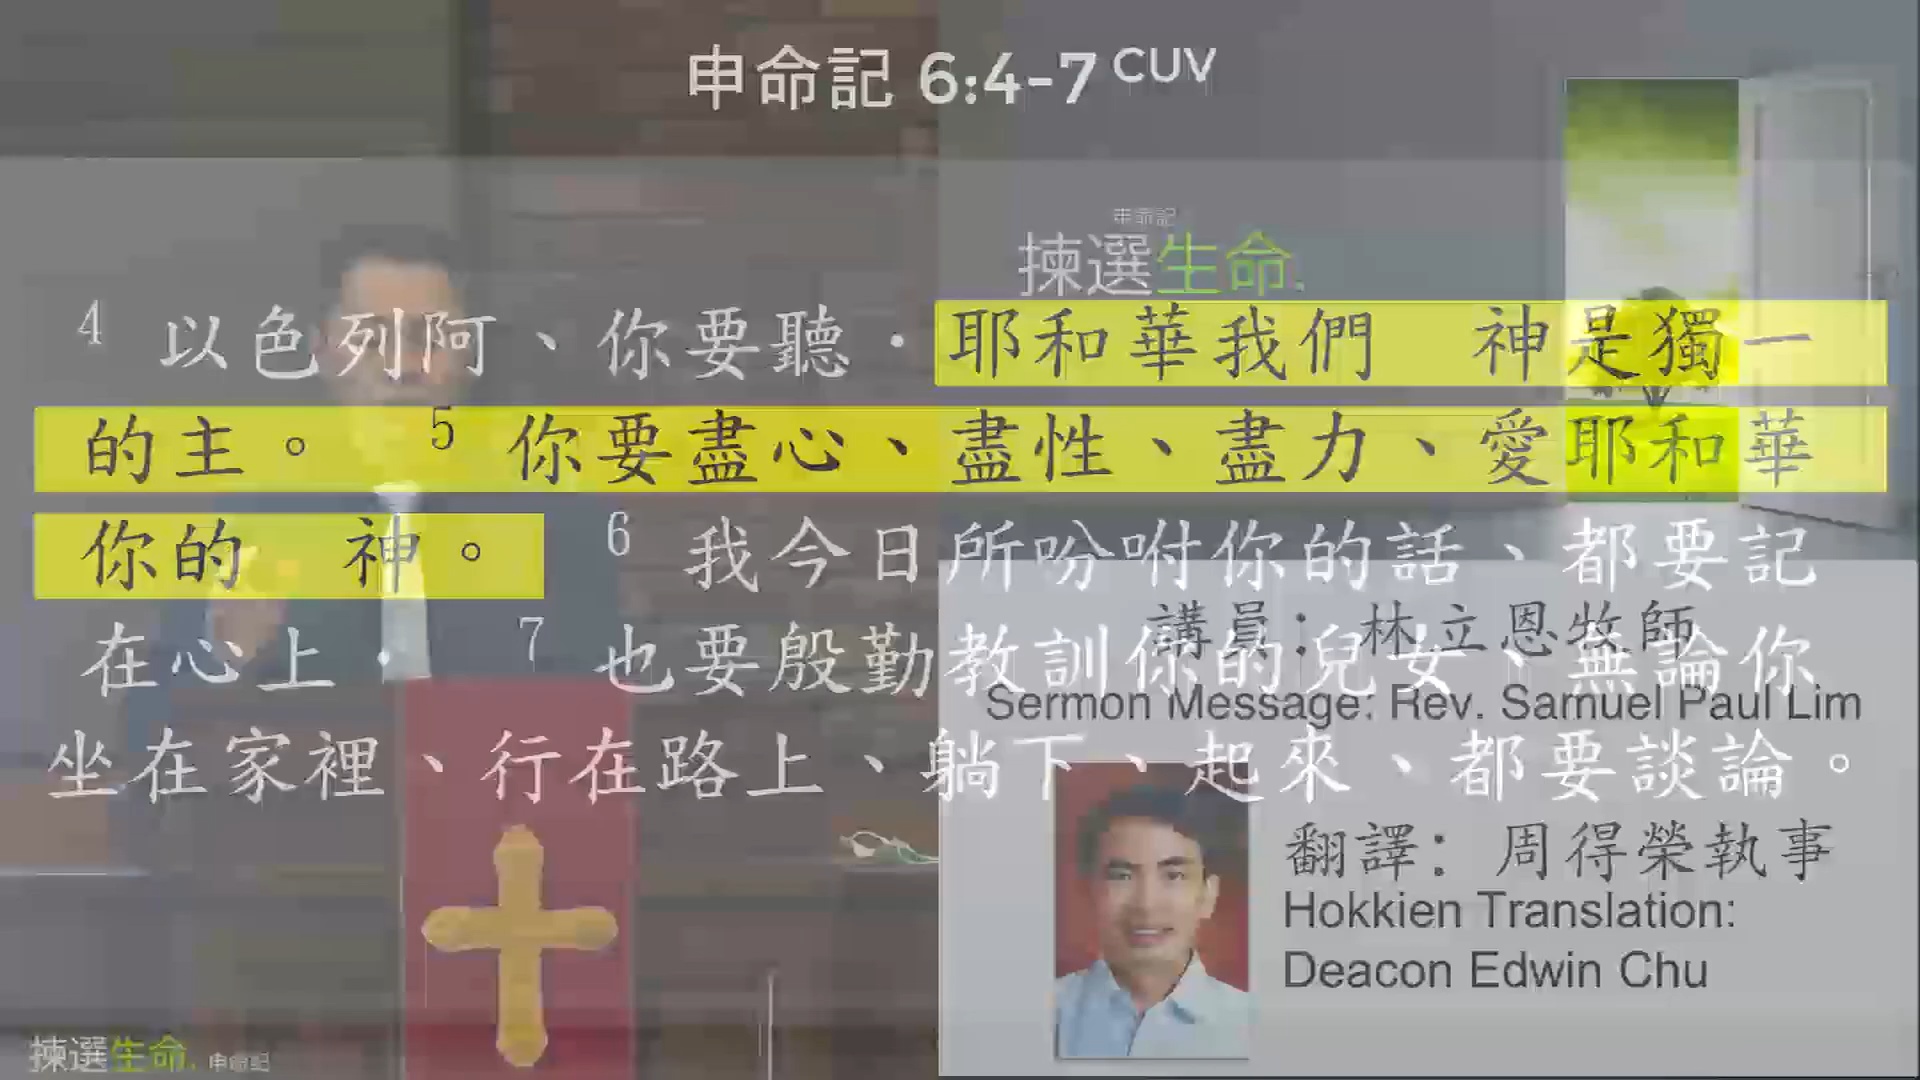 申命記 6:4-7 CUV
申命記
揀選生命.
4 以色列阿、你要聽．耶和華我們　神是獨一
的主。 5 你要盡心、盡性、盡力、愛耶和華
你的　神。 6 我今日所吩咐你的話、都要記
在心上． 7 也要殷勤教訓你的兒女、無論你
坐在家裡、行在路上、躺下、起來、都要談論。
講員：林立恩牧師
Sermon Message: Rev. Samuel Paul Lim
翻譯：周得榮執事
Hokkien Translation:
Deacon Edwin Chu
揀選生命. 申命記